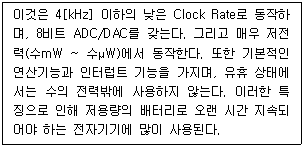 이것은 4[kHz] 이하의 낮은 Clock Rate로 동작하
며, 8비트 ADC/DAC를 갖는다. 그리고 매우 저전
력(수mW ~ 수μW)에서 동작한다. 또한 기본적인
연산기능과 인터럽트 기능을 가지며, 유휴 상태에
서는 수의 전력밖에 사용하지 않는다. 이러한 특
징으로 인해 저용량의 배터리로 오랜 시간 지속되
어야 하는 전자기기에 많이 사용된다.